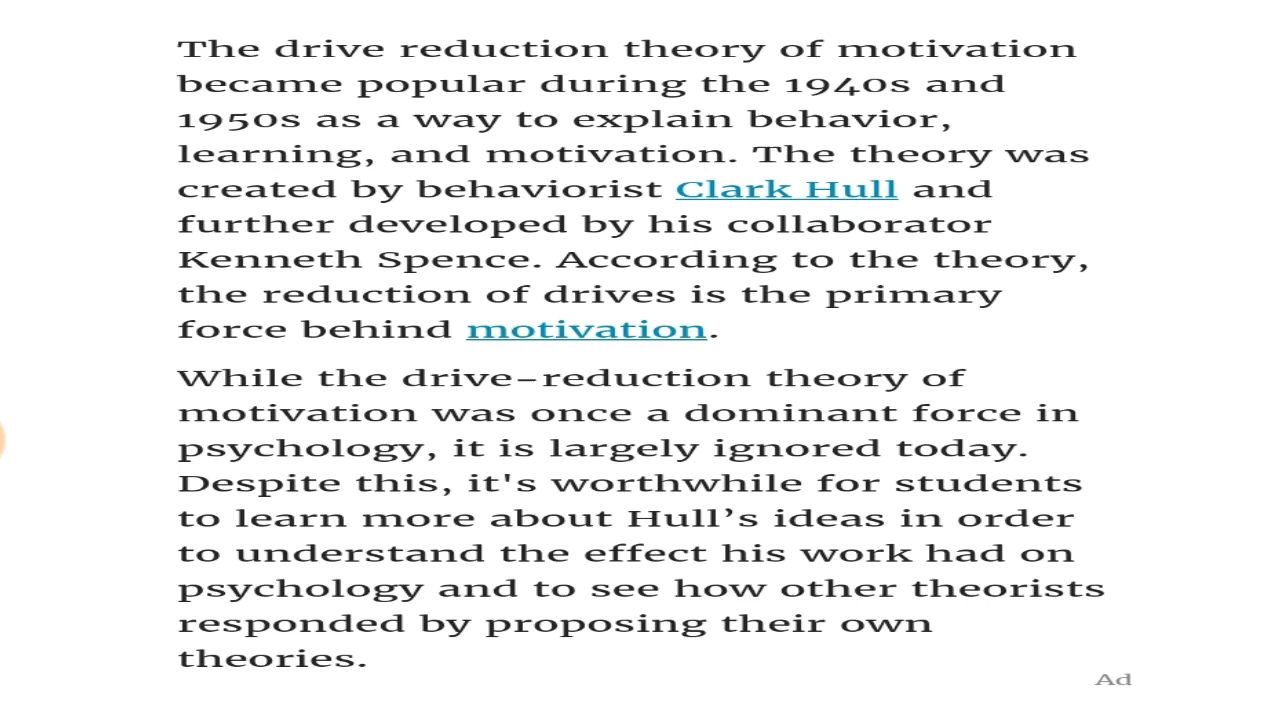 The drive reduction theory of motivation
became popular during the 1940s and
1950s as a way to explain behavior,
learning, and motivation. The theory was
created by behaviorist Clark Hull and
further developed by his collaborator
Kenneth Spence. According to the theory,
the reduction of drives is the primary
force behind motivation.
While the drive–reduction theory of
motivation was once a dominant force in
psychology, it is largely ignored today.
Despite this, it's worthwhile for students
to learn more about Hull’s ideas in order
to understand the effect his work had on
psychology and to see how other theorists
responded by proposing their own
theories.
Ad